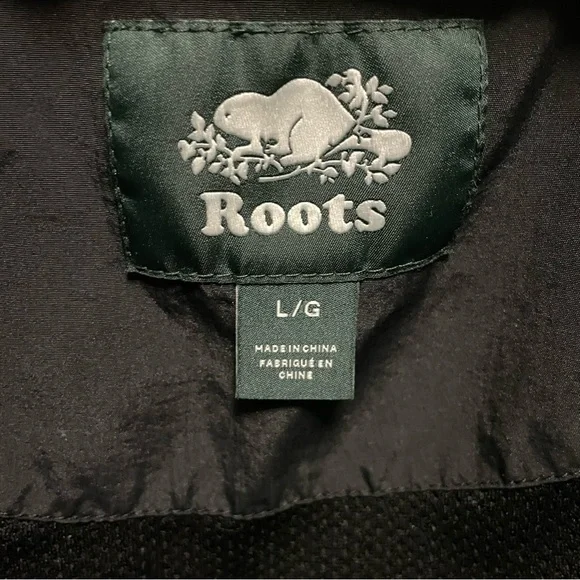 Roots
L/G
MADE IN CHINA
FABRIQUÉ EN
CHINE